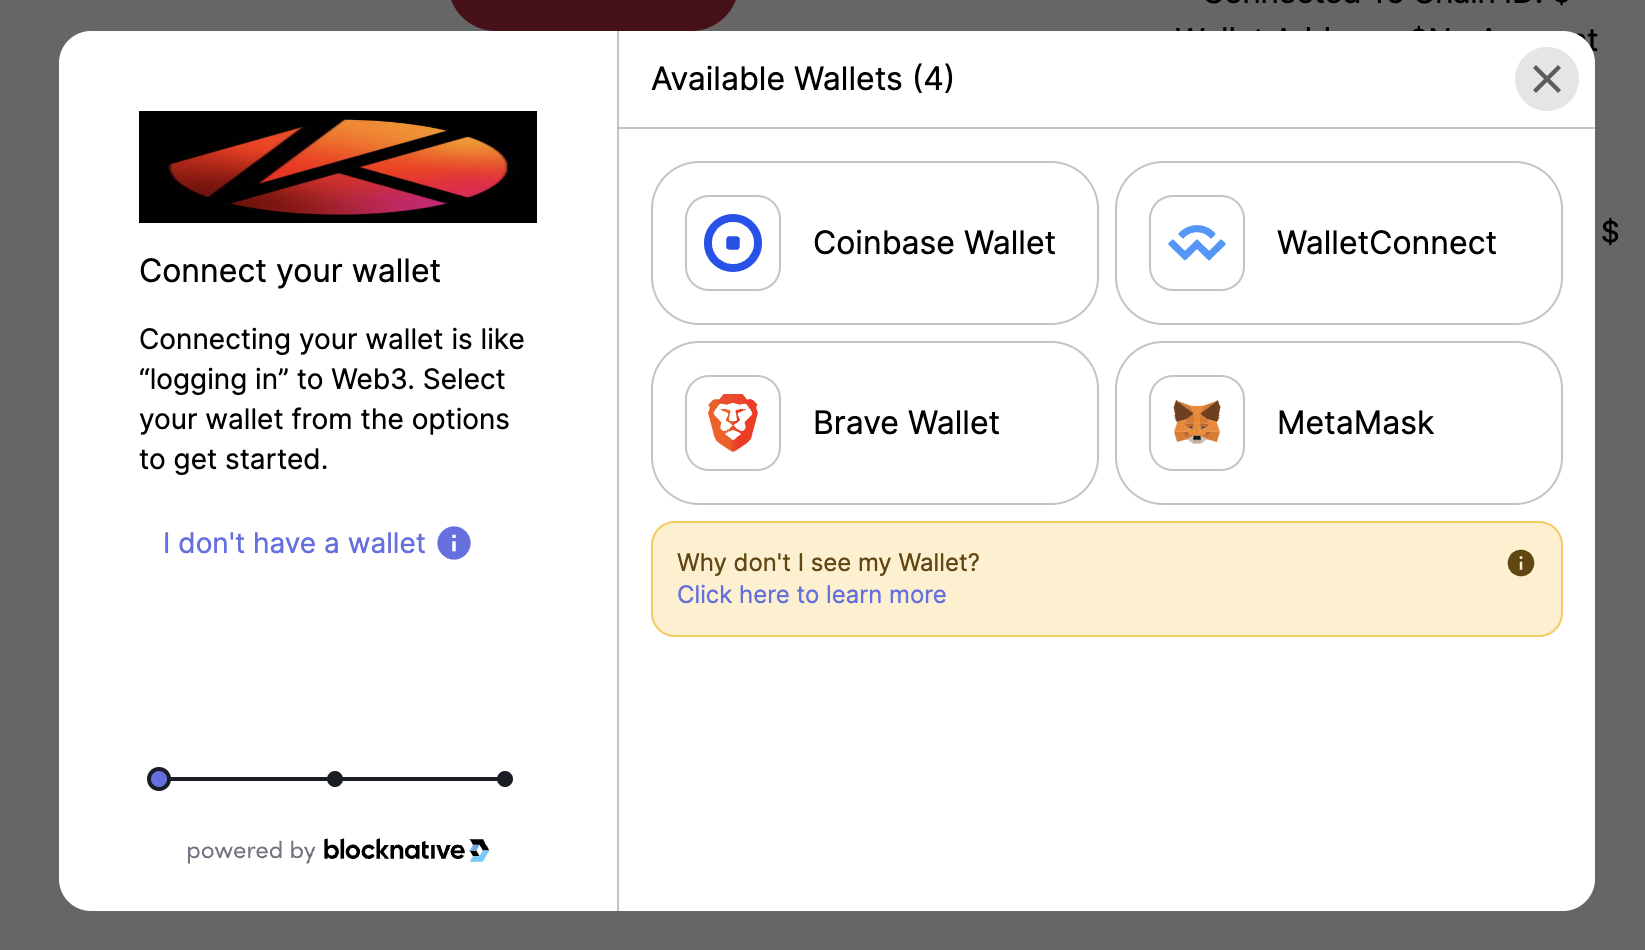 Available Wallets (4)
Connect your wallet
Connecting your wallet is like
“logging in” to Web3. Select
your wallet from the options
to get started.
I don't have a wallet
powered by blocknative
Coinbase Wallet
WalletConnect
Brave Wallet
MetaMask
Why don't I see my Wallet?
Click here to learn more
$